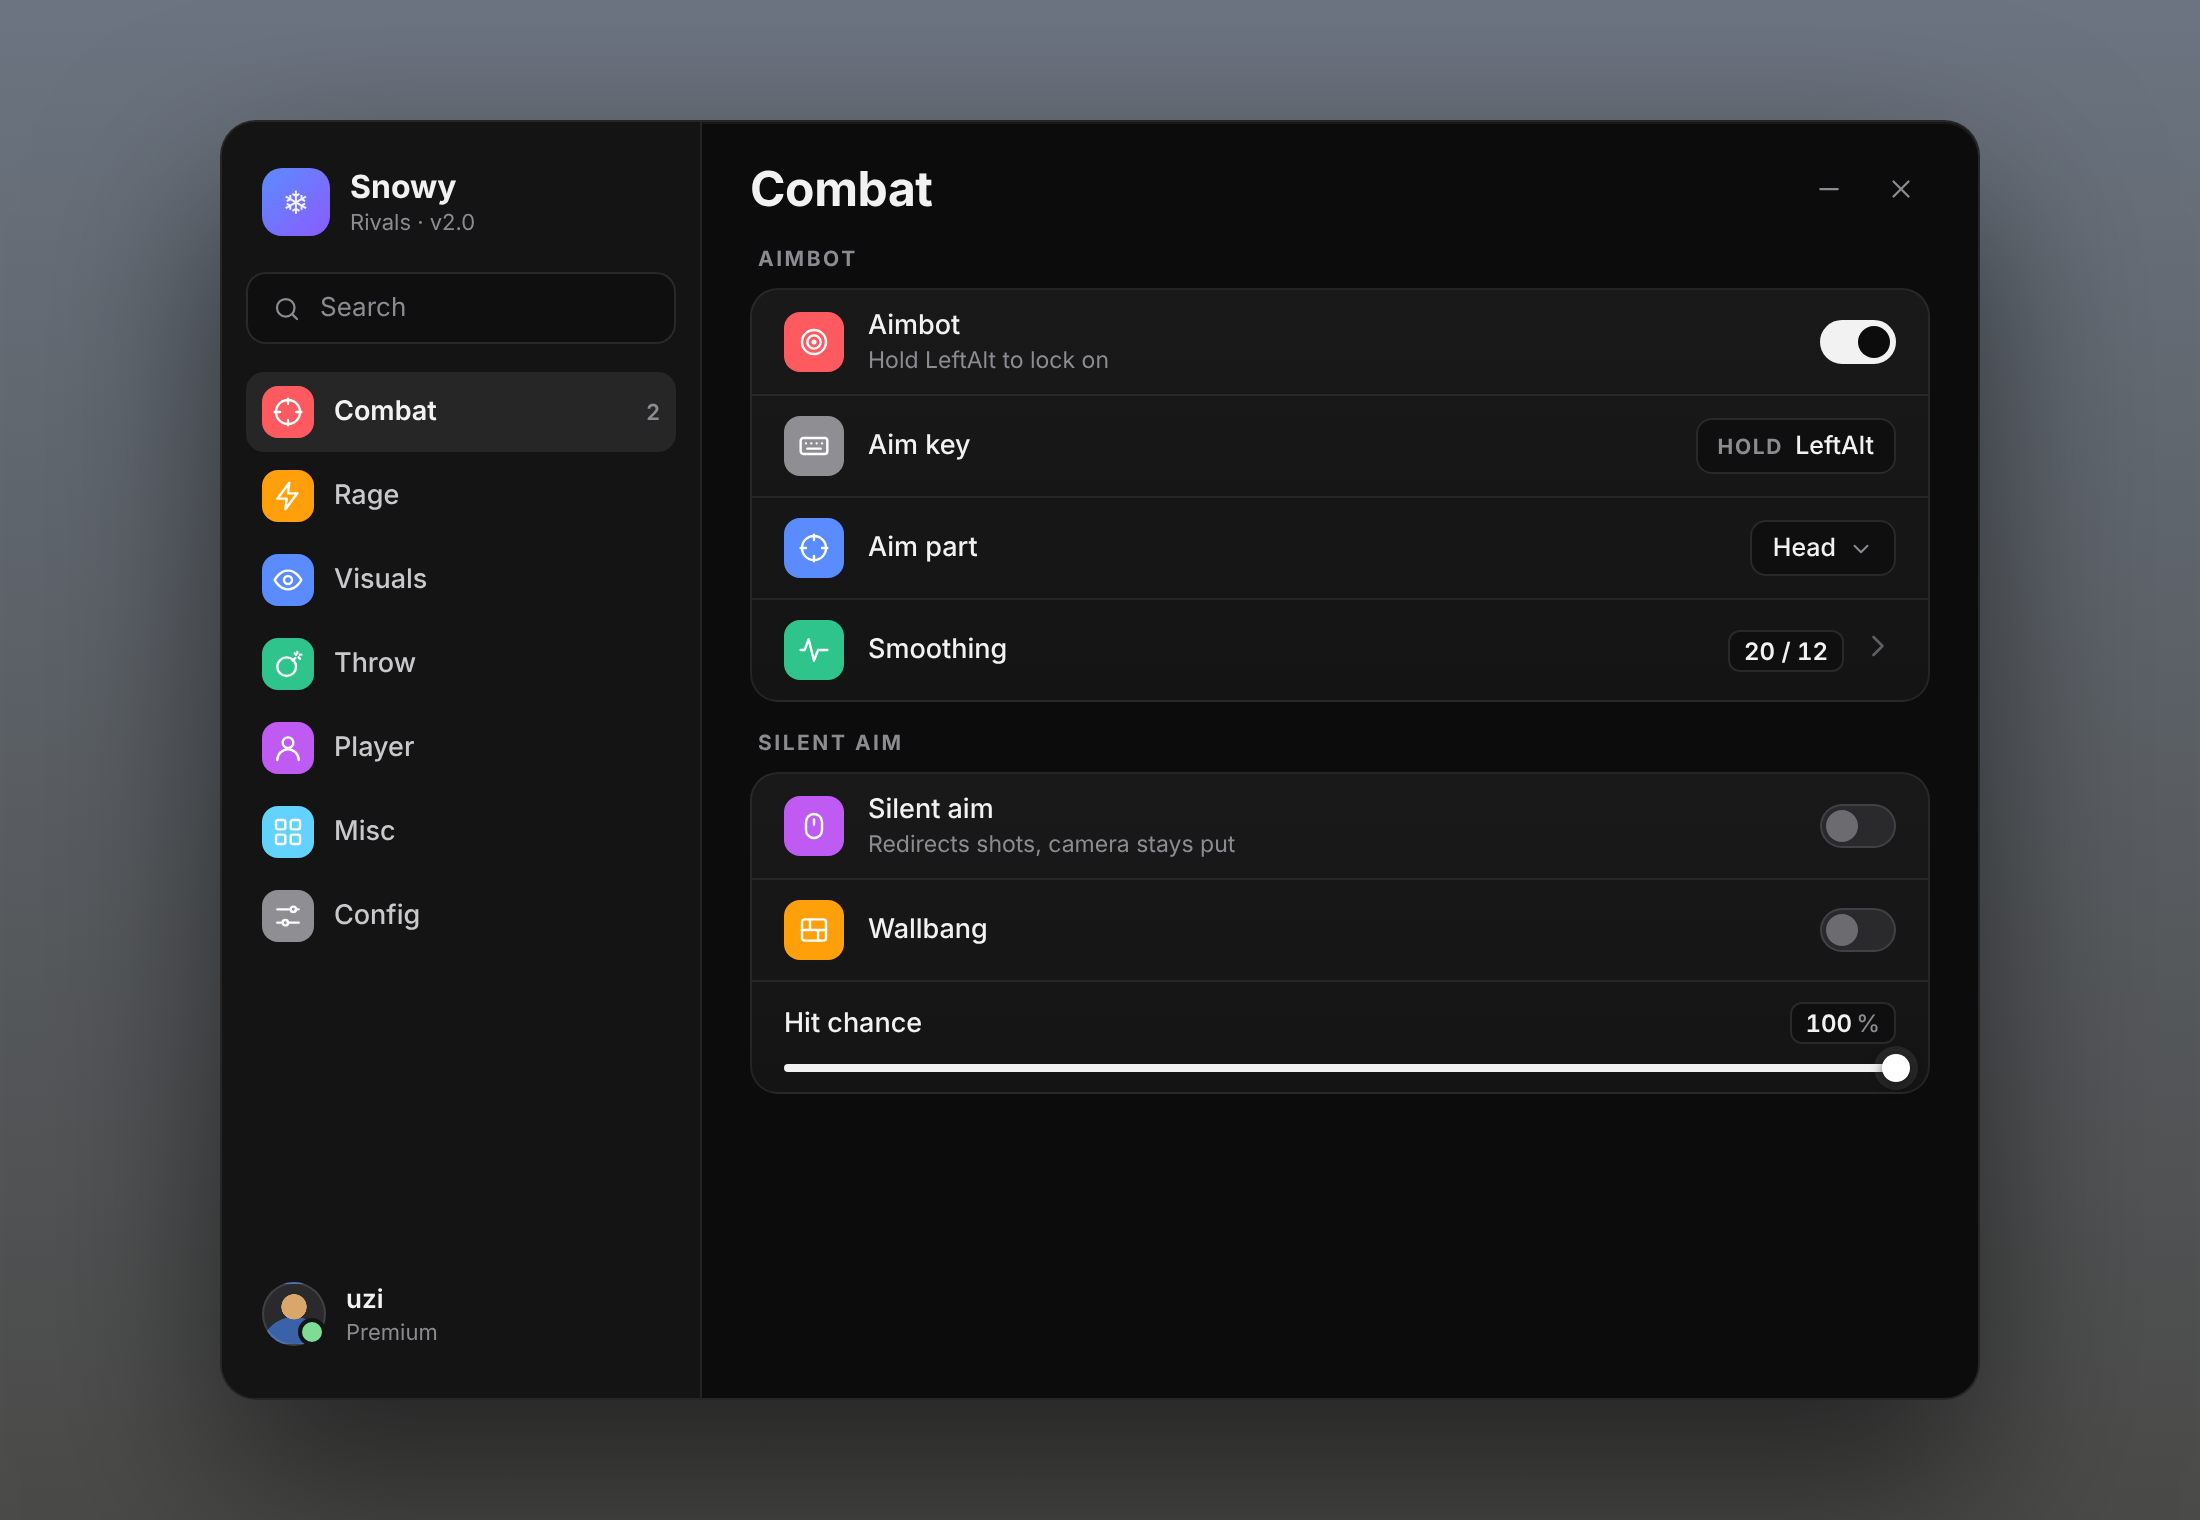 Snowy
Rivals · v2.0
Search
Combat 2
Rage
Visuals
Throw
Player
Misc
Config
uzi
Premium
Combat
AIMBOT
Aimbot
Hold LeftAlt to lock on
Aim key HOLD LeftAlt
Aim part Head
Smoothing 20 / 12
SILENT AIM
Silent aim
Redirects shots, camera stays put
Wallbang
Hit chance 100 %